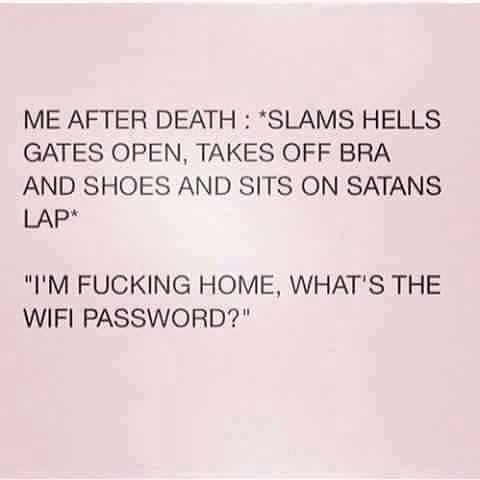 ME AFTER DEATH : *SLAMS HELLS
GATES OPEN, TAKES OFF BRA
AND SHOES AND SITS ON SATANS
LAP*
"I'M FUCKING HOME, WHAT'S THE
WIFI PASSWORD?"